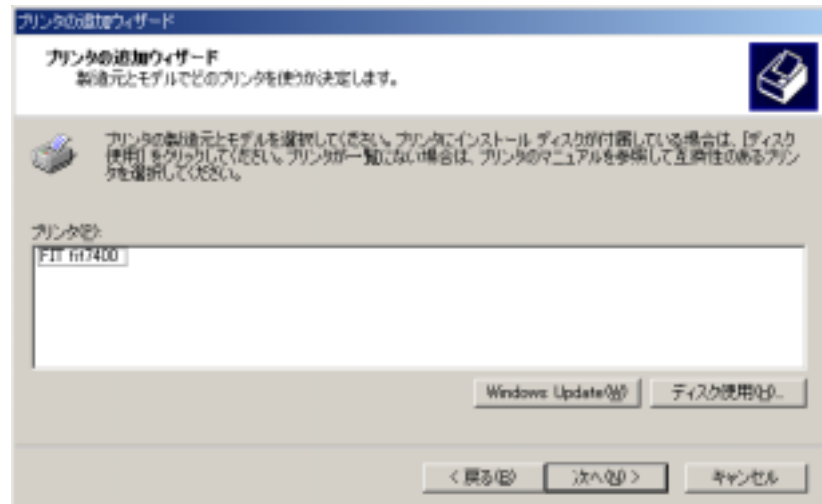 プリンタの追加ウィザード
プリンタの追加ウィザード
製造元とモデルでどのプリンタを使うか決定します。
プリンタの製造元とモデルを選択してください。プリンタにインストール ディスクが付属している場合は、[ディスク
使用] をクリックしてください。プリンタが一覧にない場合は、プリンタのマニュアルを参照して互換性のあるプリン
タを選択してください。
プリンタ(P):
FIT fit7400
Windows Update(W)
ディスク使用(H)...
< 戻る(B)
次へ(N) >
キャンセル